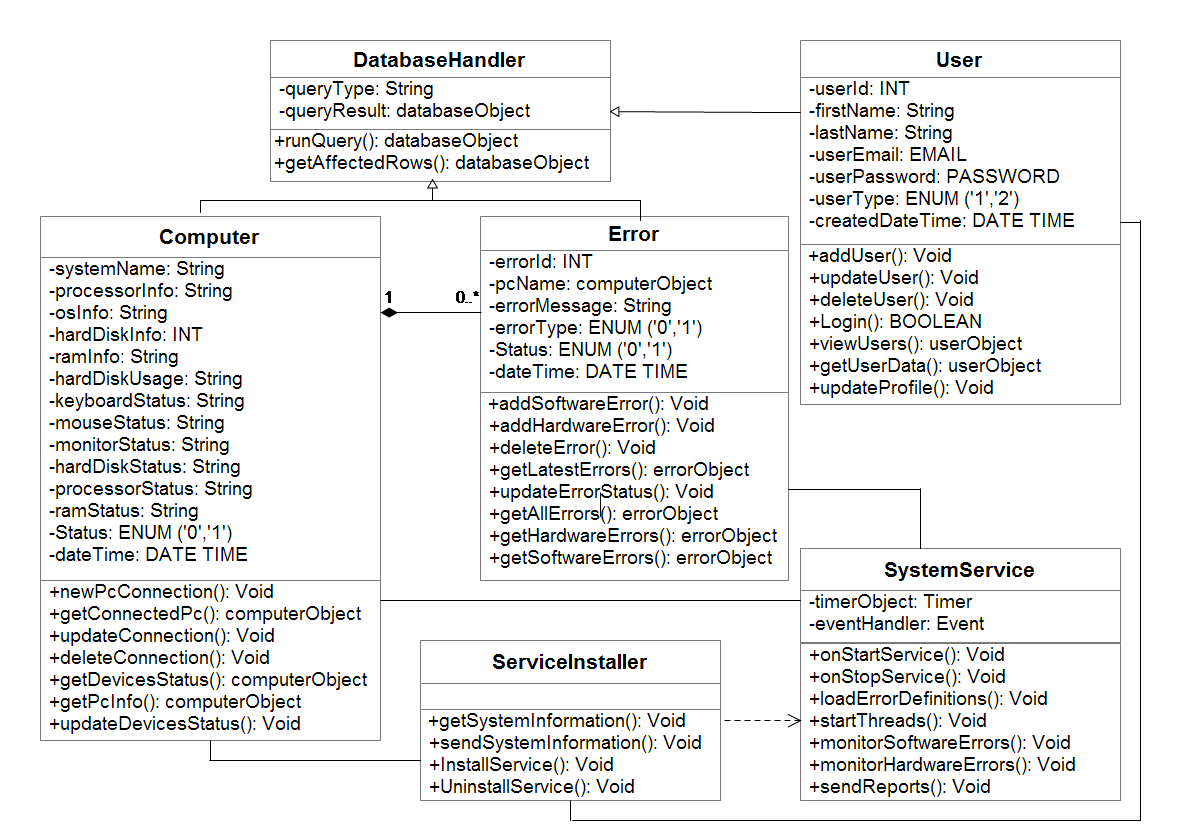 DatabaseHandler
-queryType: String
-queryResult: databaseObject
+runQuery(): databaseObject
+getAffectedRows(): databaseObject
User
-userId: INT
-firstName: String
-lastName: String
-userEmail: EMAIL
-userPassword: PASSWORD
-userType: ENUM ('1','2')
-createdDateTime: DATE TIME
+addUser(): Void
+updateUser(): Void
+deleteUser(): Void
+Login(): BOOLEAN
+viewUsers(): userObject
+getUserData(): userObject
+updateProfile(): Void
Computer
-systemName: String
-processorInfo: String
-osInfo: String
-hardDiskInfo: INT
-ramInfo: String
-hardDiskUsage: String
-keyboardStatus: String
-mouseStatus: String
-monitorStatus: String
-hardDiskStatus: String
-processorStatus: String
-ramStatus: String
-Status: ENUM ('0','1')
-dateTime: DATE TIME
+newPcConnection(): Void
+getConnectedPc(): computerObject
+updateConnection(): Void
+deleteConnection(): Void
+getDevicesStatus(): computerObject
+getPcInfo(): computerObject
+updateDevicesStatus(): Void
1
0..*
Error
-errorId: INT
-pcName: computerObject
-errorMessage: String
-errorType: ENUM ('0','1')
-Status: ENUM ('0','1')
-dateTime: DATE TIME
+addSoftwareError(): Void
+addHardwareError(): Void
+deleteError(): Void
+getLatestErrors(): errorObject
+updateErrorStatus(): Void
+getAllErrors(): errorObject
+getHardwareErrors(): errorObject
+getSoftwareErrors(): errorObject
SystemService
-timerObject: Timer
-eventHandler: Event
+onStartService(): Void
+onStopService(): Void
+loadErrorDefinitions(): Void
+startThreads(): Void
+monitorSoftwareErrors(): Void
+monitorHardwareErrors(): Void
+sendReports(): Void
ServiceInstaller
+getSystemInformation(): Void
+sendSystemInformation(): Void
+InstallService(): Void
+UninstallService(): Void